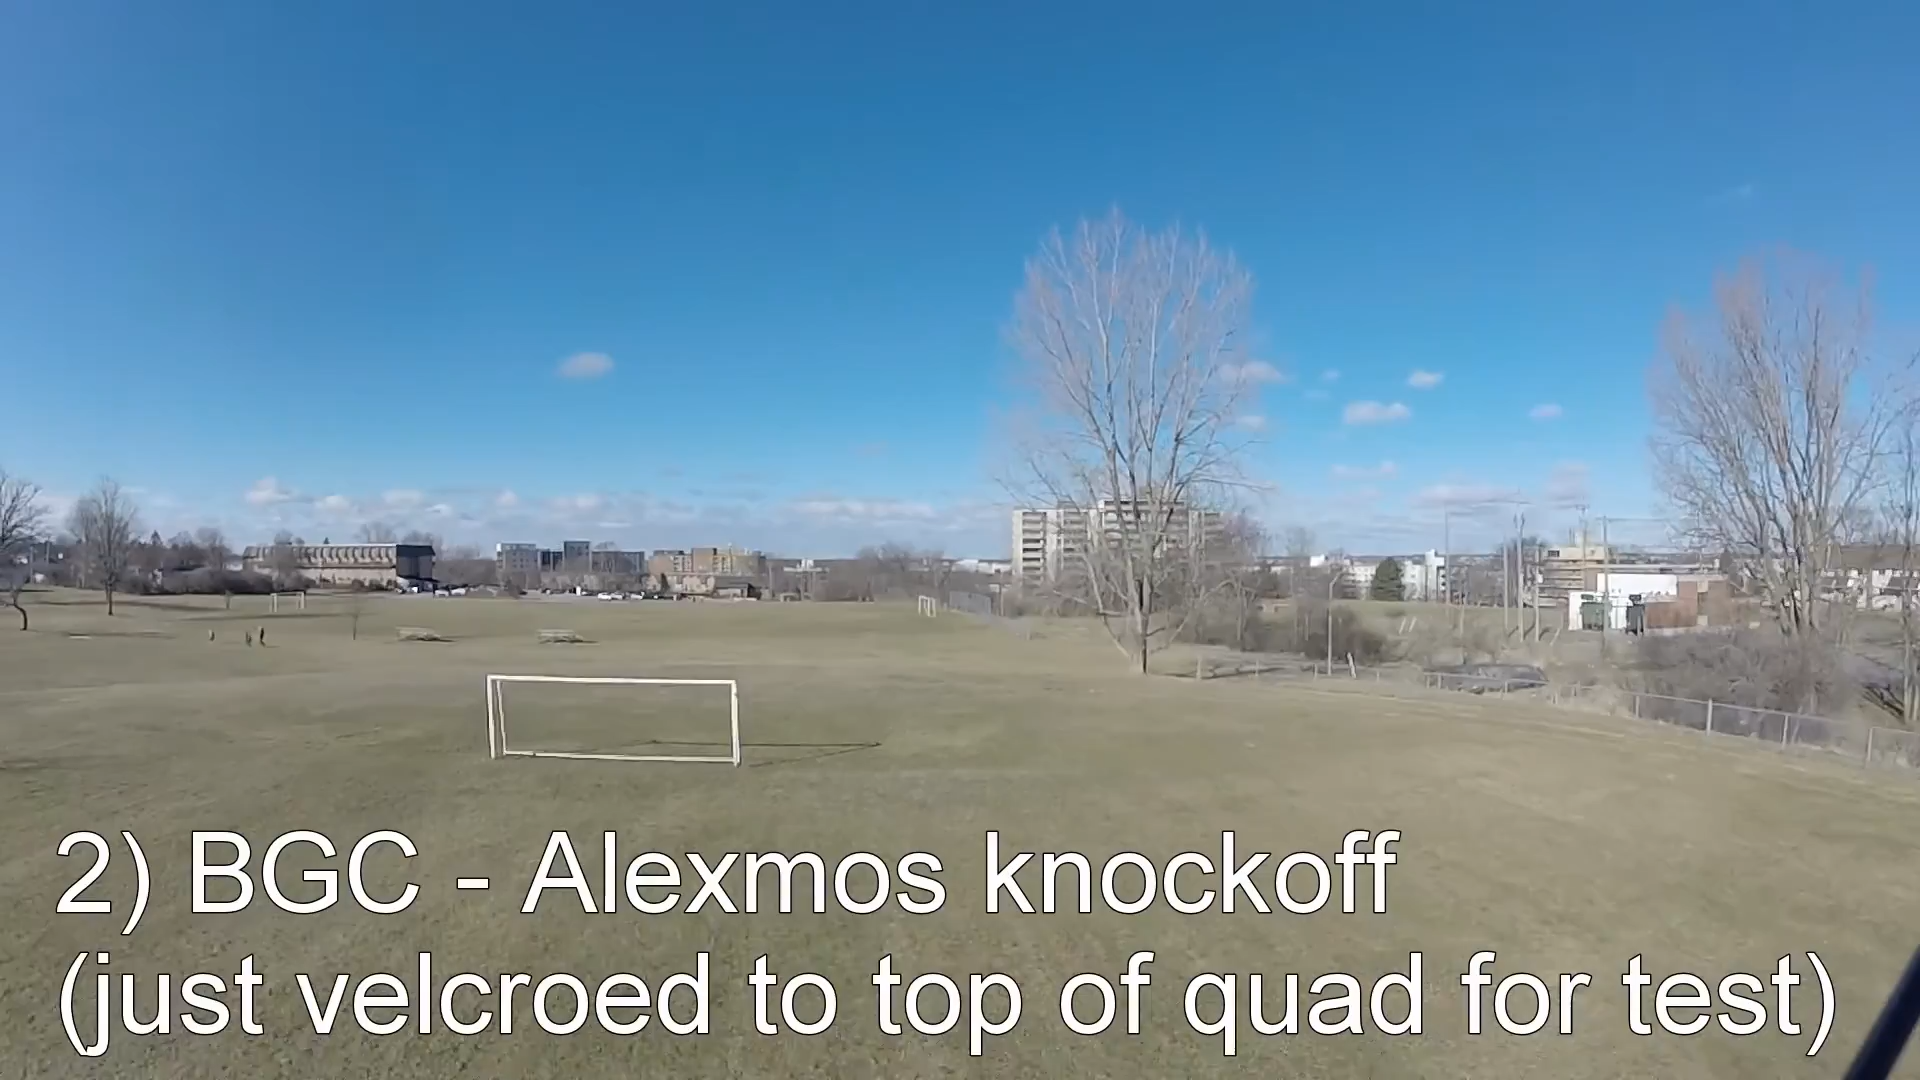 2) BGC - Alexmos knockoff
(just velcroed to top of quad for test)